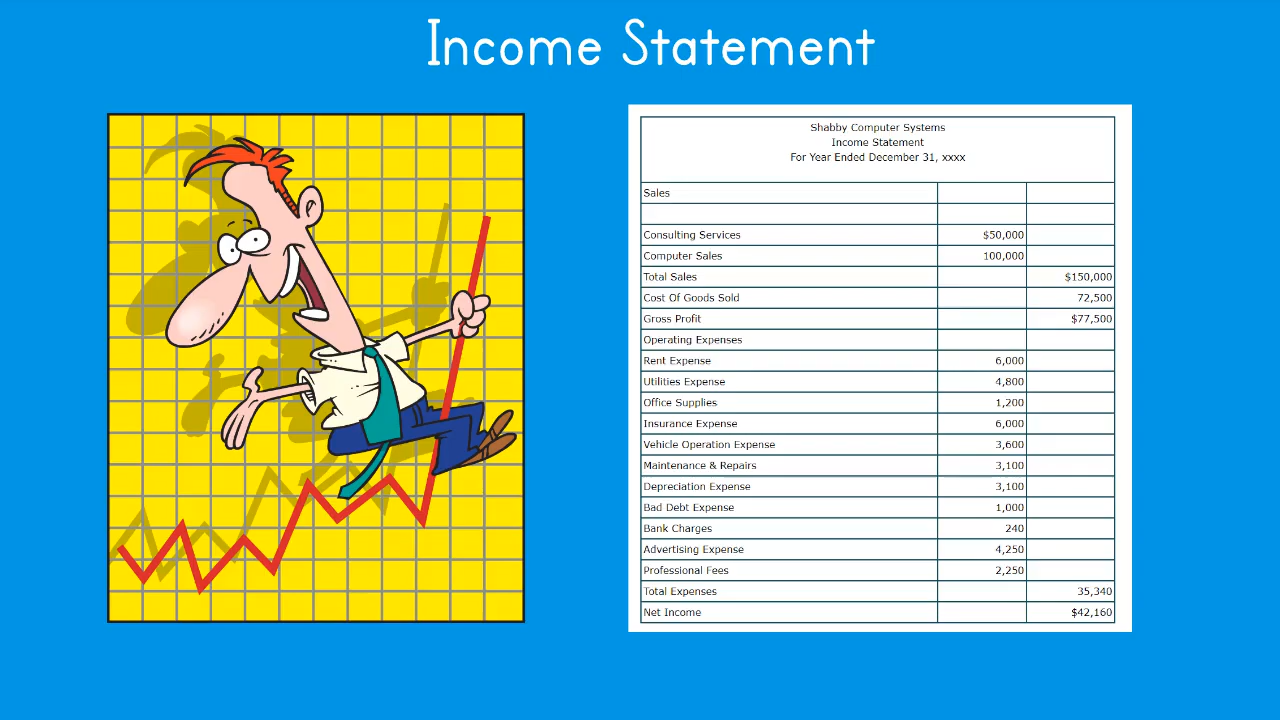 Income Statement
Shabby Computer Systems
Income Statement
For Year Ended December 31, xxxx
Sales
Consulting Services $50,000
Computer Sales 100,000
Total Sales $150,000
Cost Of Goods Sold 72,500
Gross Profit $77,500
Operating Expenses
Rent Expense 6,000
Utilities Expense 4,800
Office Supplies 1,200
Insurance Expense 6,000
Vehicle Operation Expense 3,600
Maintenance & Repairs 3,100
Depreciation Expense 3,100
Bad Debt Expense 1,000
Bank Charges 240
Advertising Expense 4,250
Professional Fees 2,250
Total Expenses 35,340
Net Income $42,160